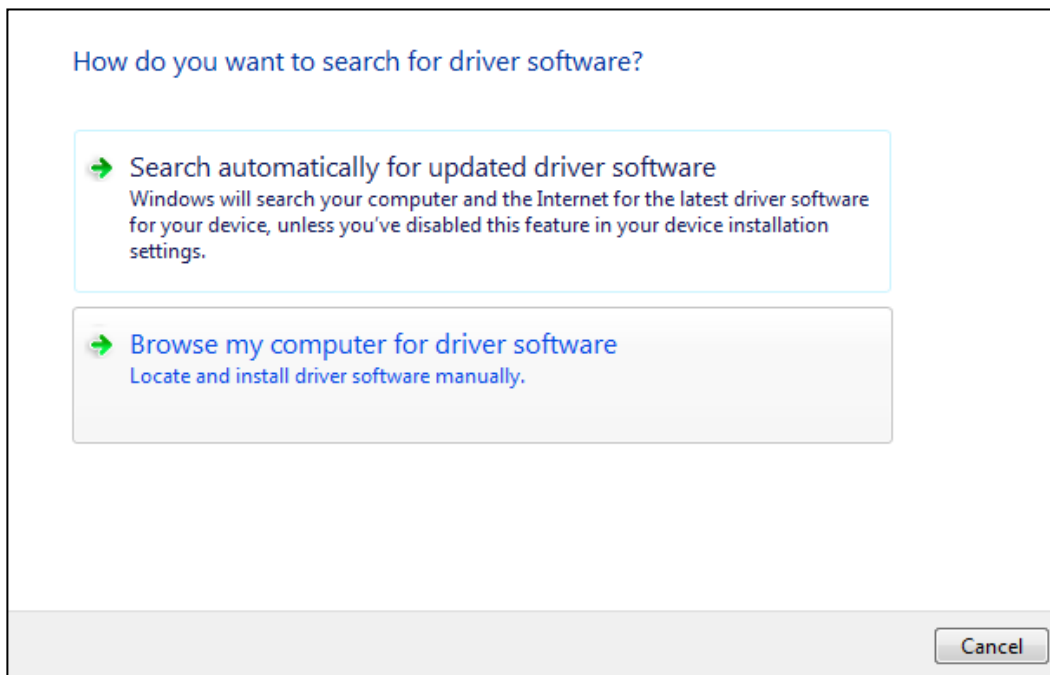 How do you want to search for driver software?
Search automatically for updated driver software
Windows will search your computer and the Internet for the latest driver software
for your device, unless you've disabled this feature in your device installation
settings.
Browse my computer for driver software
Locate and install driver software manually.
Cancel